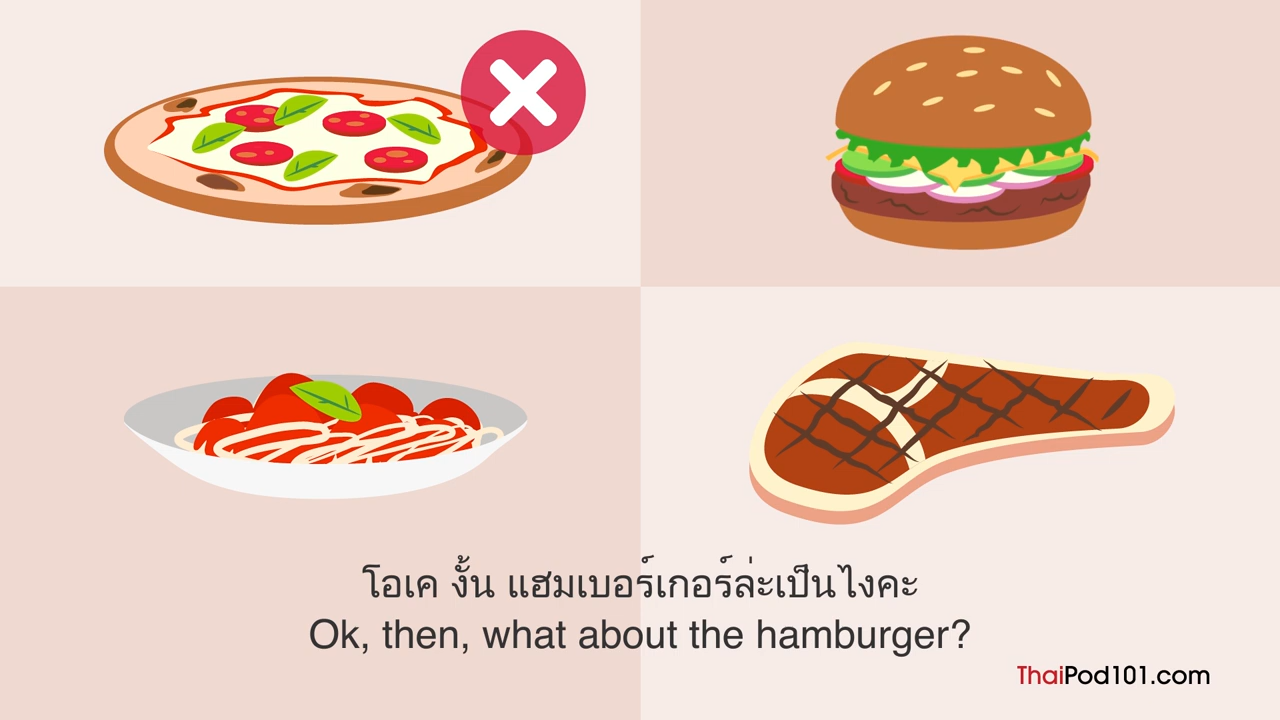 โอเค งั้น แฮมเบอร์เกอร์ล่ะเป็นไงคะ
Ok, then, what about the hamburger?
ThaiPod101.com